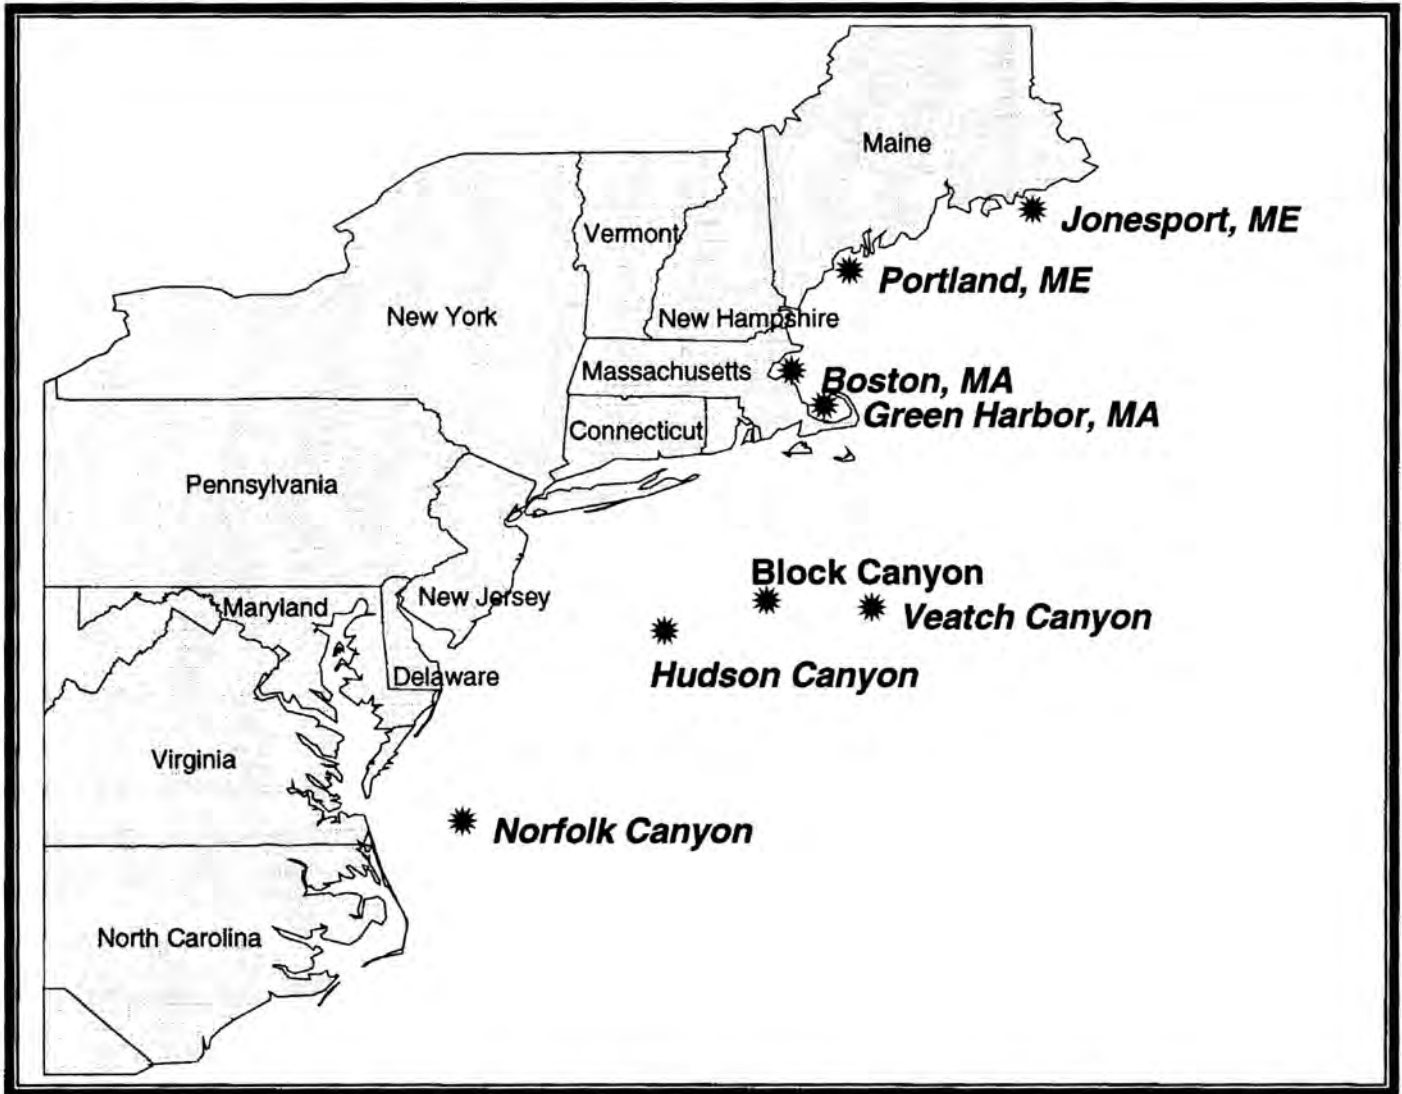 Maine
Jonesport, ME
Vermont
Portland, ME
New York
New Hampshire
Massachusetts
Boston, MA
Green Harbor, MA
Connecticut
Pennsylvania
Block Canyon
New Jersey
Maryland
Veatch Canyon
Hudson Canyon
Delaware
Virginia
Norfolk Canyon
North Carolina